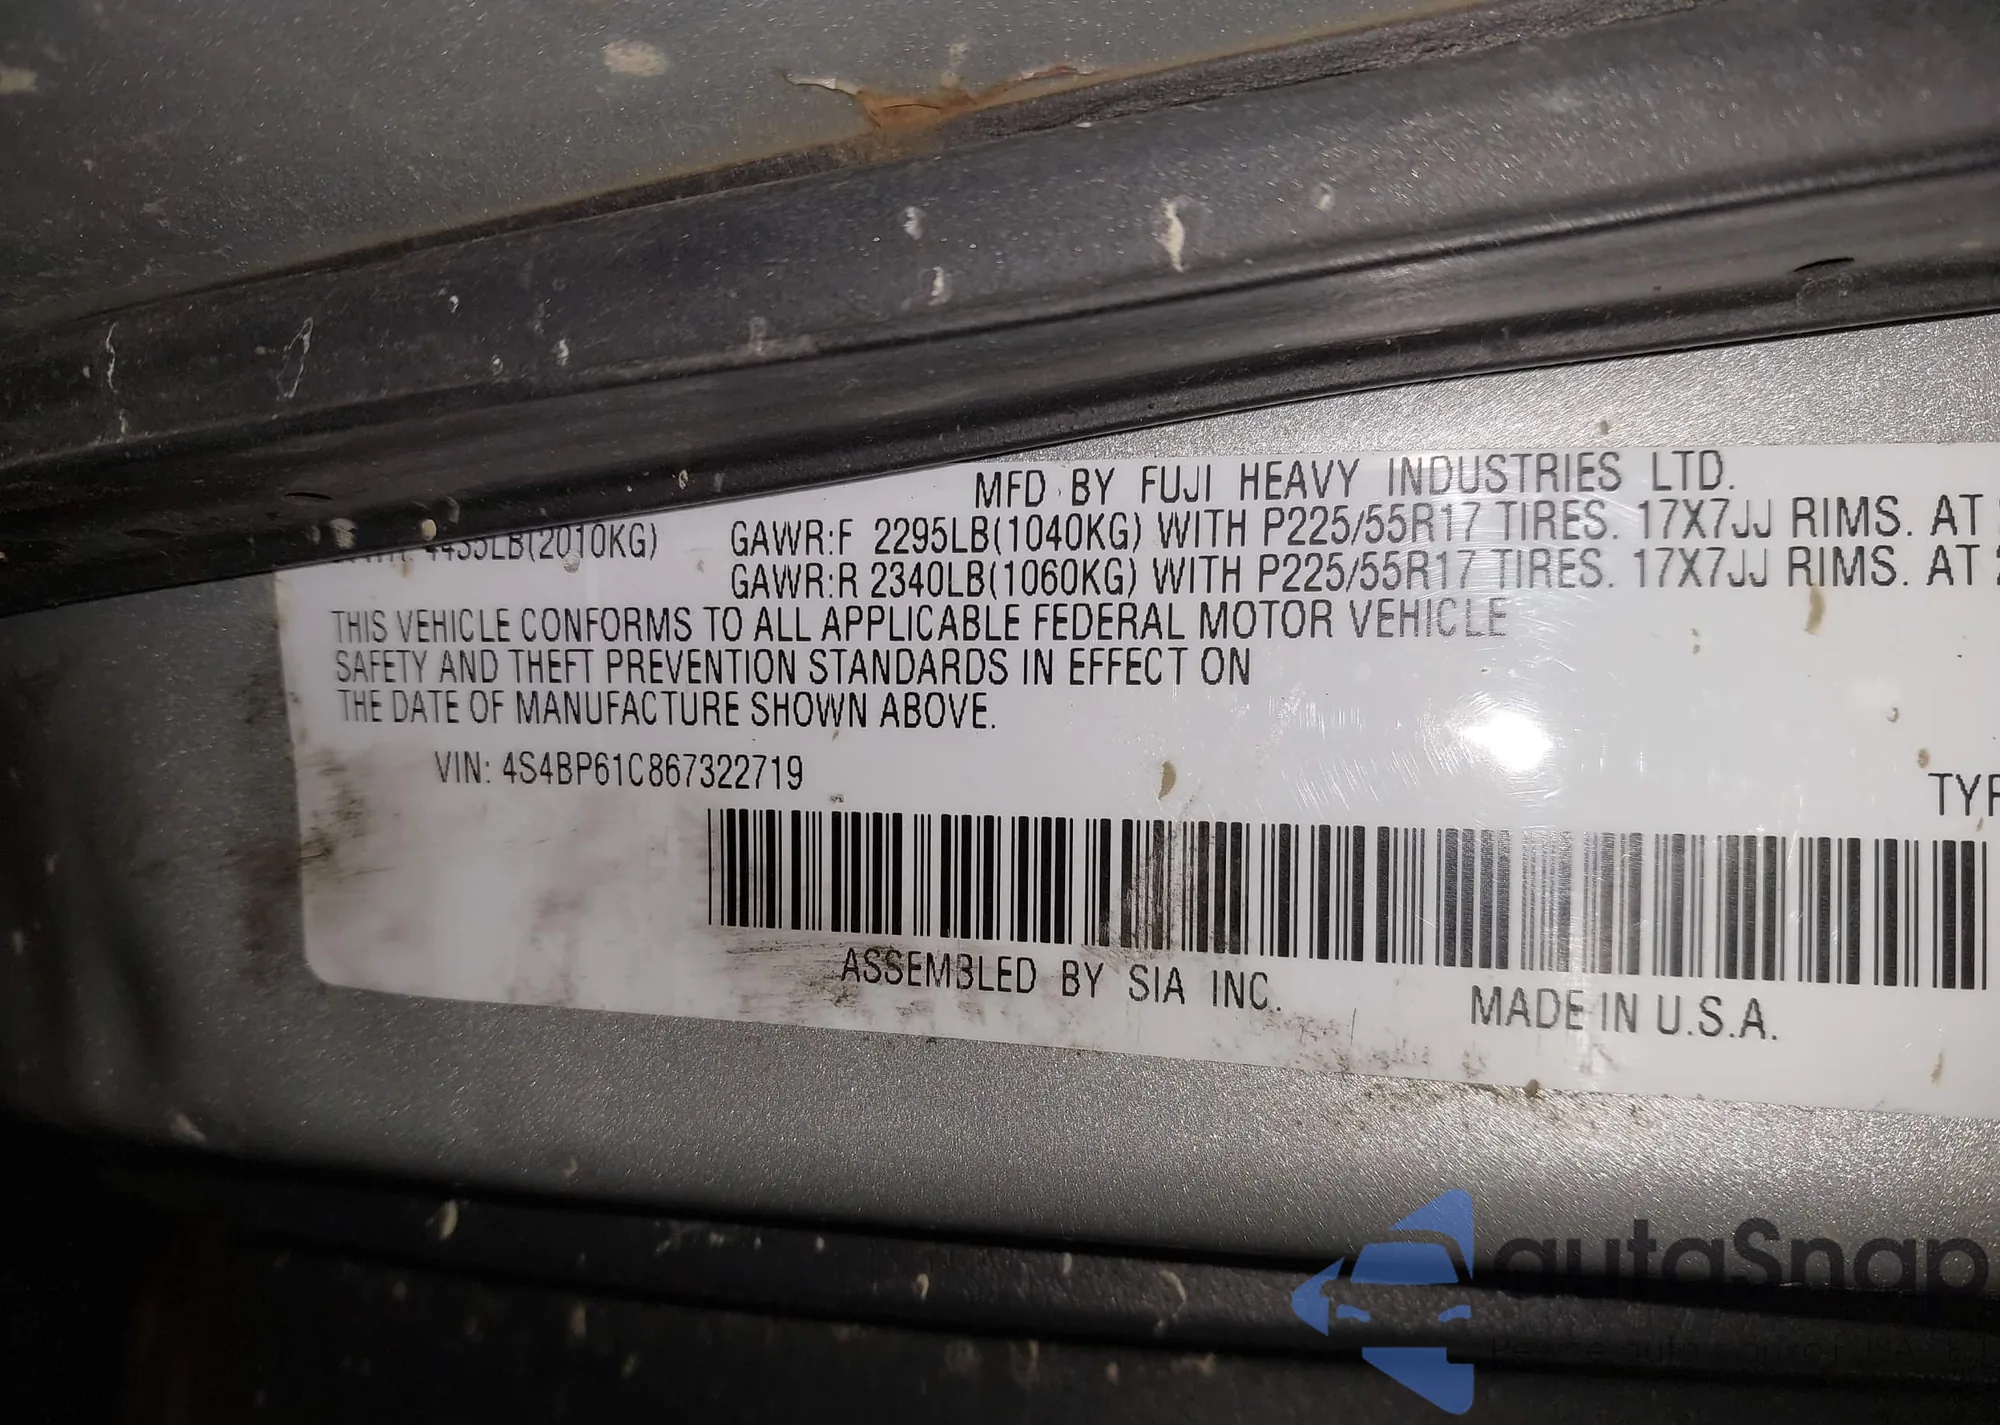 MFD BY FUJI HEAVY INDUSTRIES LTD.
4435LB(2010KG) GAWR:F 2295LB(1040KG) WITH P225/55R17 TIRES. 17X7JJ RIMS. AT
GAWR:R 2340LB(1060KG) WITH P225/55R17 TIRES. 17X7JJ RIMS. AT
THIS VEHICLE CONFORMS TO ALL APPLICABLE FEDERAL MOTOR VEHICLE
SAFETY AND THEFT PREVENTION STANDARDS IN EFFECT ON
THE DATE OF MANUFACTURE SHOWN ABOVE.
VIN: 4S4BP61C867322719
TYP
ASSEMBLED BY SIA INC.
MADE IN U.S.A.
autaSnap